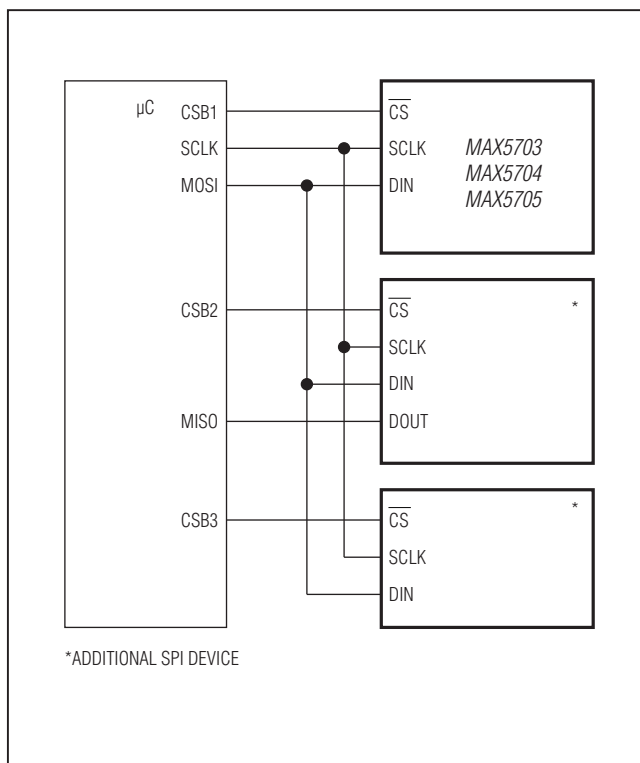 µC
CSB1
SCLK
MOSI
CSB2
MISO
CSB3
CS
SCLK
DIN
MAX5703
MAX5704
MAX5705
CS
SCLK
DIN
DOUT
*
CS
SCLK
DIN
*
*ADDITIONAL SPI DEVICE